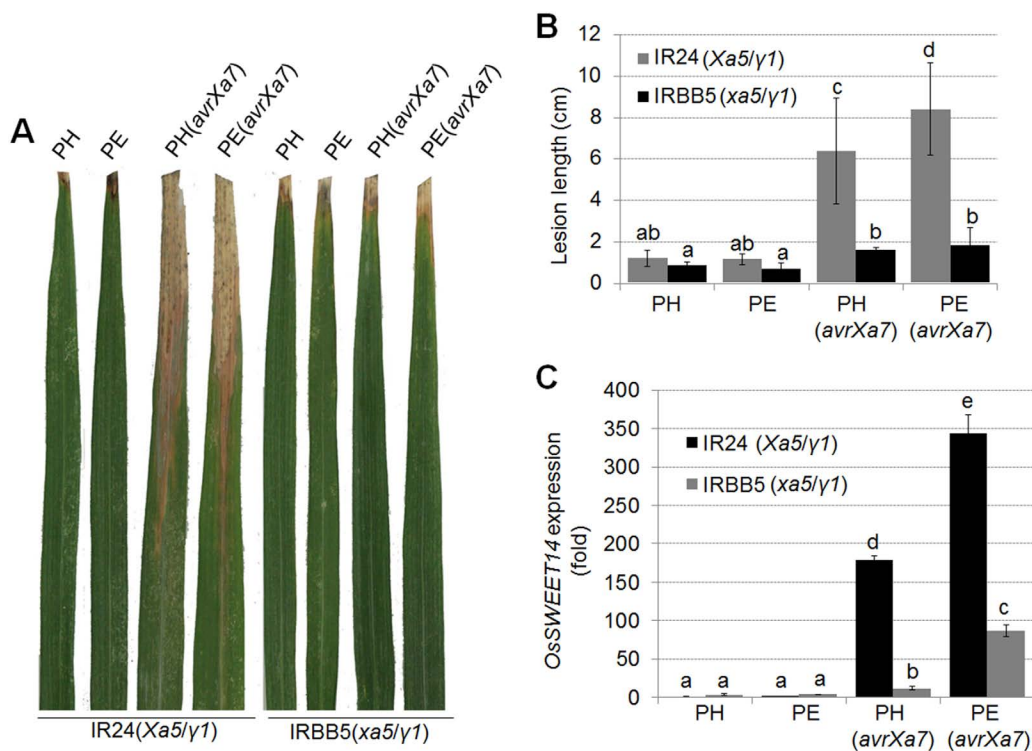 A
PH
PE
PH(avrXa7)
PE(avrXa7)
PH
PE
PH(avrXa7)
PE(avrXa7)
IR24(Xa5/γ1)
IRBB5(xa5/γ1)
B
12
10
8
6
4
2
0
Lesion length (cm)
IR24 (Xa5/γ1)
IRBB5 (xa5/γ1)
ab
a
ab
a
c
b
d
b
PH
PE
PH
(avrXa7)
PE
(avrXa7)
C
400
350
300
250
200
150
100
50
0
OsSWEET14 expression
(fold)
IR24 (Xa5/γ1)
IRBB5 (xa5/γ1)
a
a
a
a
d
b
e
c
PH
PE
PH
(avrXa7)
PE
(avrXa7)